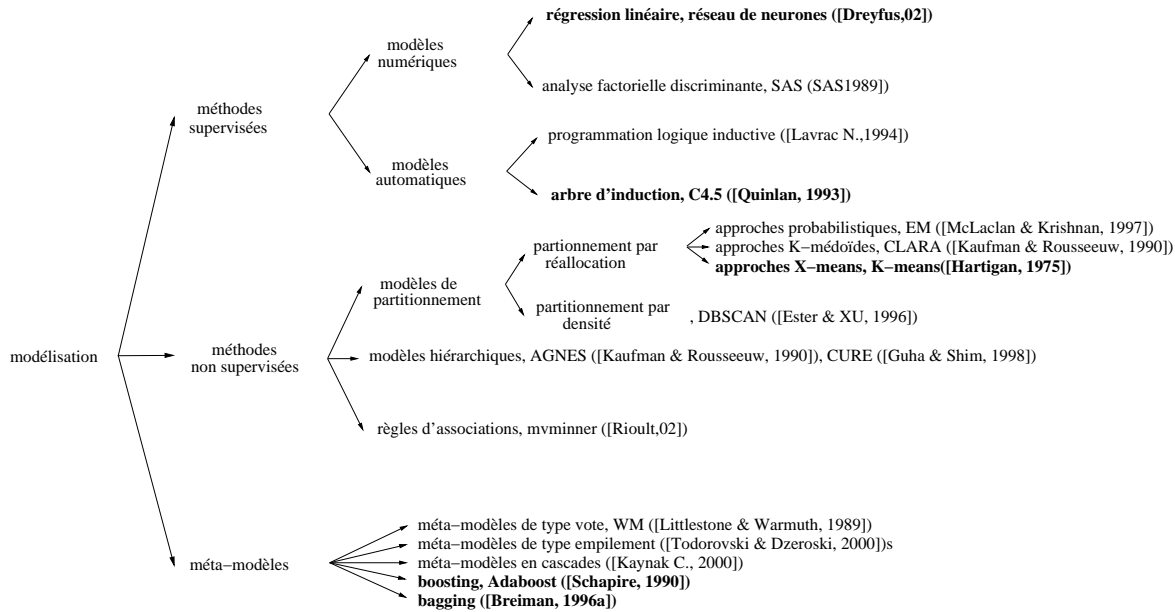 régression linéaire, réseau de neurones ([Dreyfus,02])
modèles
numériques
analyse factorielle discriminante, SAS (SAS1989])
méthodes
supervisées
programmation logique inductive ([Lavrac N.,1994)
modèles
automatiques
arbre d'induction, C4.5 ([Quinlan, 1993])
partionnement par
réallocation
approches probabilistiques, EM ([McLaclan & Krishnan, 1997])
approches K−médoïdes, CLARA ([Kaufman & Rousseeuw, 1990])
approches X−means, K−means([Hartigan, 1975])
modèles de
partitionnement
partitionnement par
densité
, DBSCAN ([Ester & XU, 1996])
modélisation
méthodes
non supervisées
modèles hiérarchiques, AGNES ([Kaufman & Rousseeuw, 1990]), CURE ([Guha & Shim, 1998)
règles d'associations, mvminner ([Rioult,02])
méta−modèles
méta−modèles de type vote, WM ([Littlestone & Warmuth, 1989])
méta−modèles de type empilement ([Todorovski & Dzeroski, 2000])s
méta−modèles en cascades ([Kaynak C., 2000])
boosting, Adaboost ([Schapire, 1990])
bagging ([Breiman, 1996a])